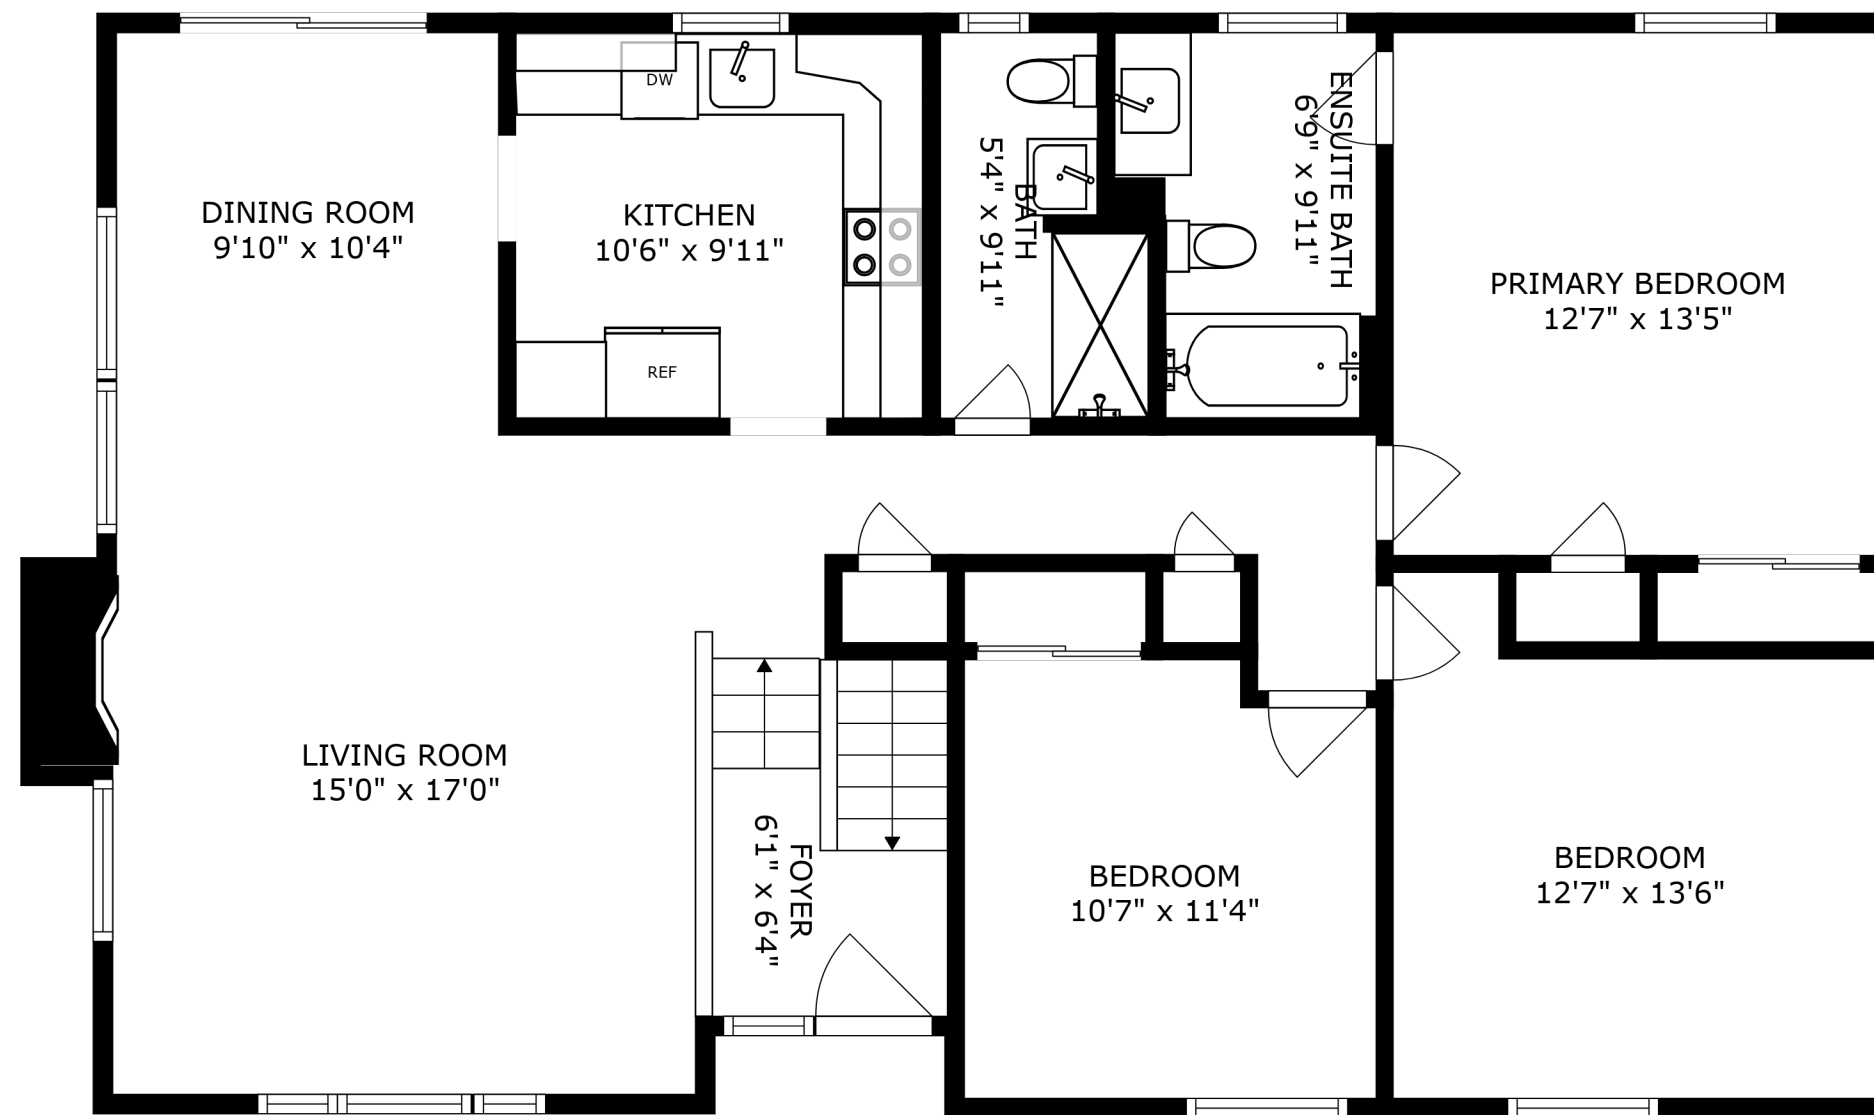 DINING ROOM
9'10" x 10'4"
KITCHEN
10'6" x 9'11"
DW
REF
BATH
5'4" x 9'11"
ENSUITE BATH
6'9" x 9'11"
PRIMARY BEDROOM
12'7" x 13'5"
LIVING ROOM
15'0" x 17'0"
FOYER
6'1" x 6'4"
BEDROOM
10'7" x 11'4"
BEDROOM
12'7" x 13'6"